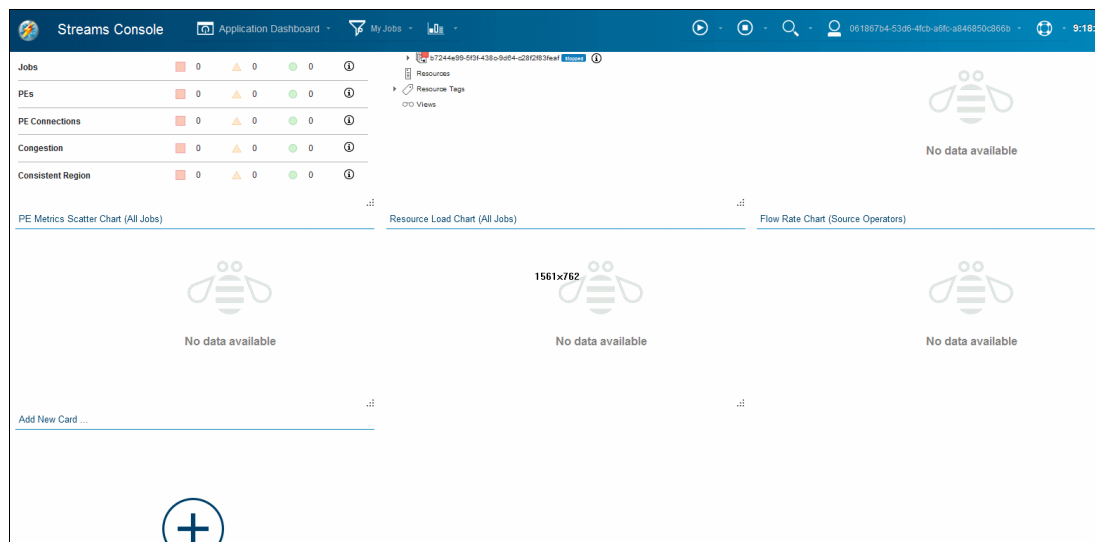 Streams Console Application Dashboard My Jobs 061867b4-53d6-4fcb-a6fc-a846850c866b 9:18:
Jobs 0 0 0
PEs 0 0 0
PE Connections 0 0 0
Congestion 0 0 0
Consistent Region 0 0 0
b7244e99-5f3f-438c-9d64-c28f2f83feaf Stopped
Resources
Resource Tags
Views
No data available
PE Metrics Scatter Chart (All Jobs)
Resource Load Chart (All Jobs)
Flow Rate Chart (Source Operators)
1561x762
No data available
No data available
No data available
Add New Card ...